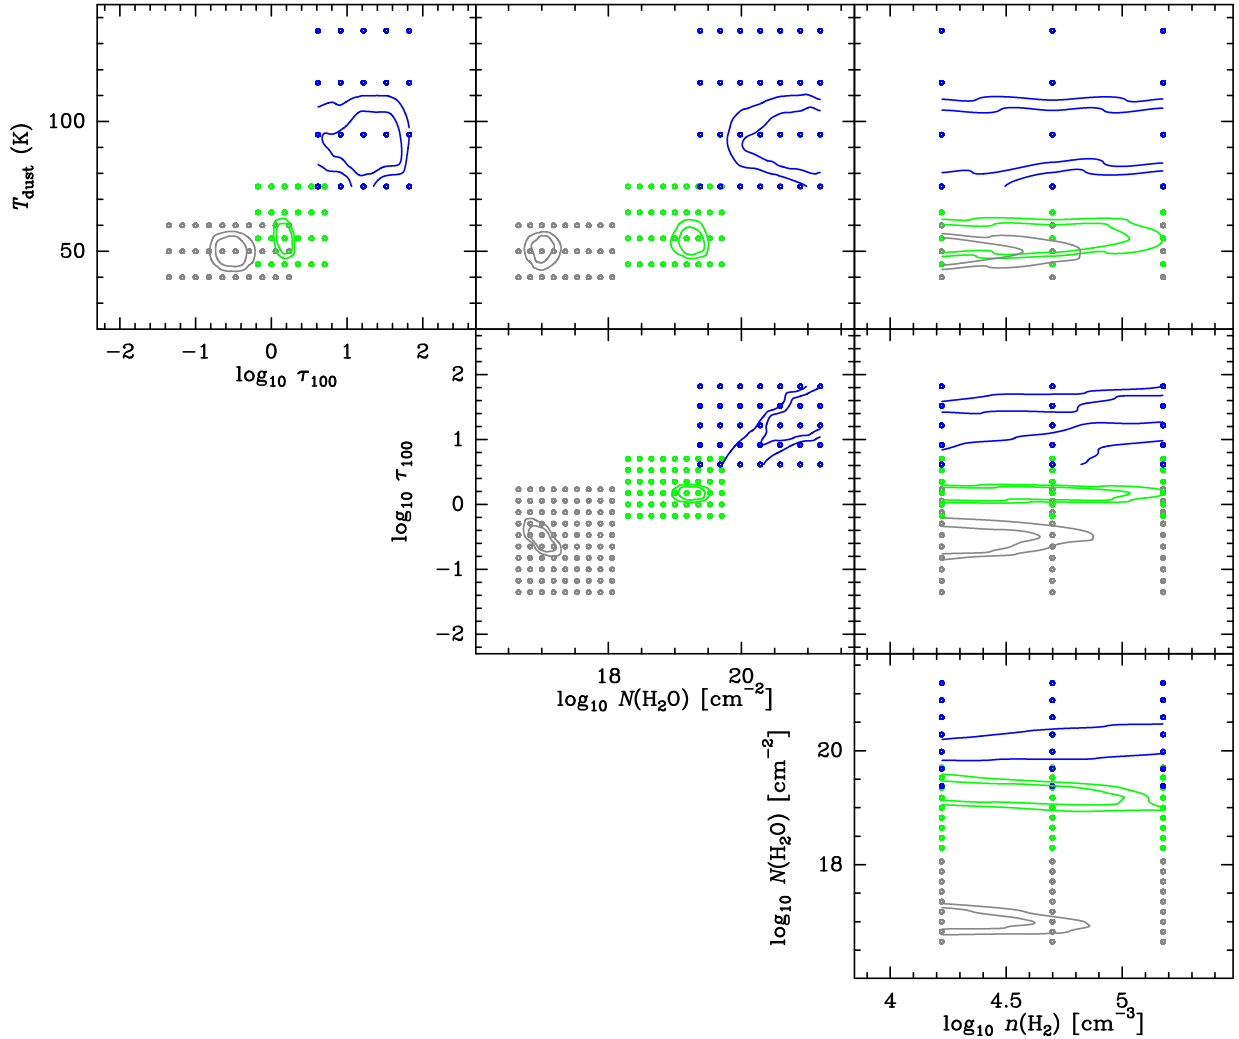 T_dust (K)
100
50
−2 −1 0 1 2
log₁₀ τ₁₀₀
log₁₀ τ₁₀₀
2
1
0
−1
−2
18 20
log₁₀ N(H₂O) [cm⁻²]
log₁₀ N(H₂O) [cm⁻²]
20
18
4 4.5 5
log₁₀ n(H₂) [cm⁻³]